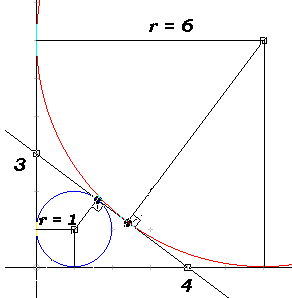 r = 6
3
r = 1
4